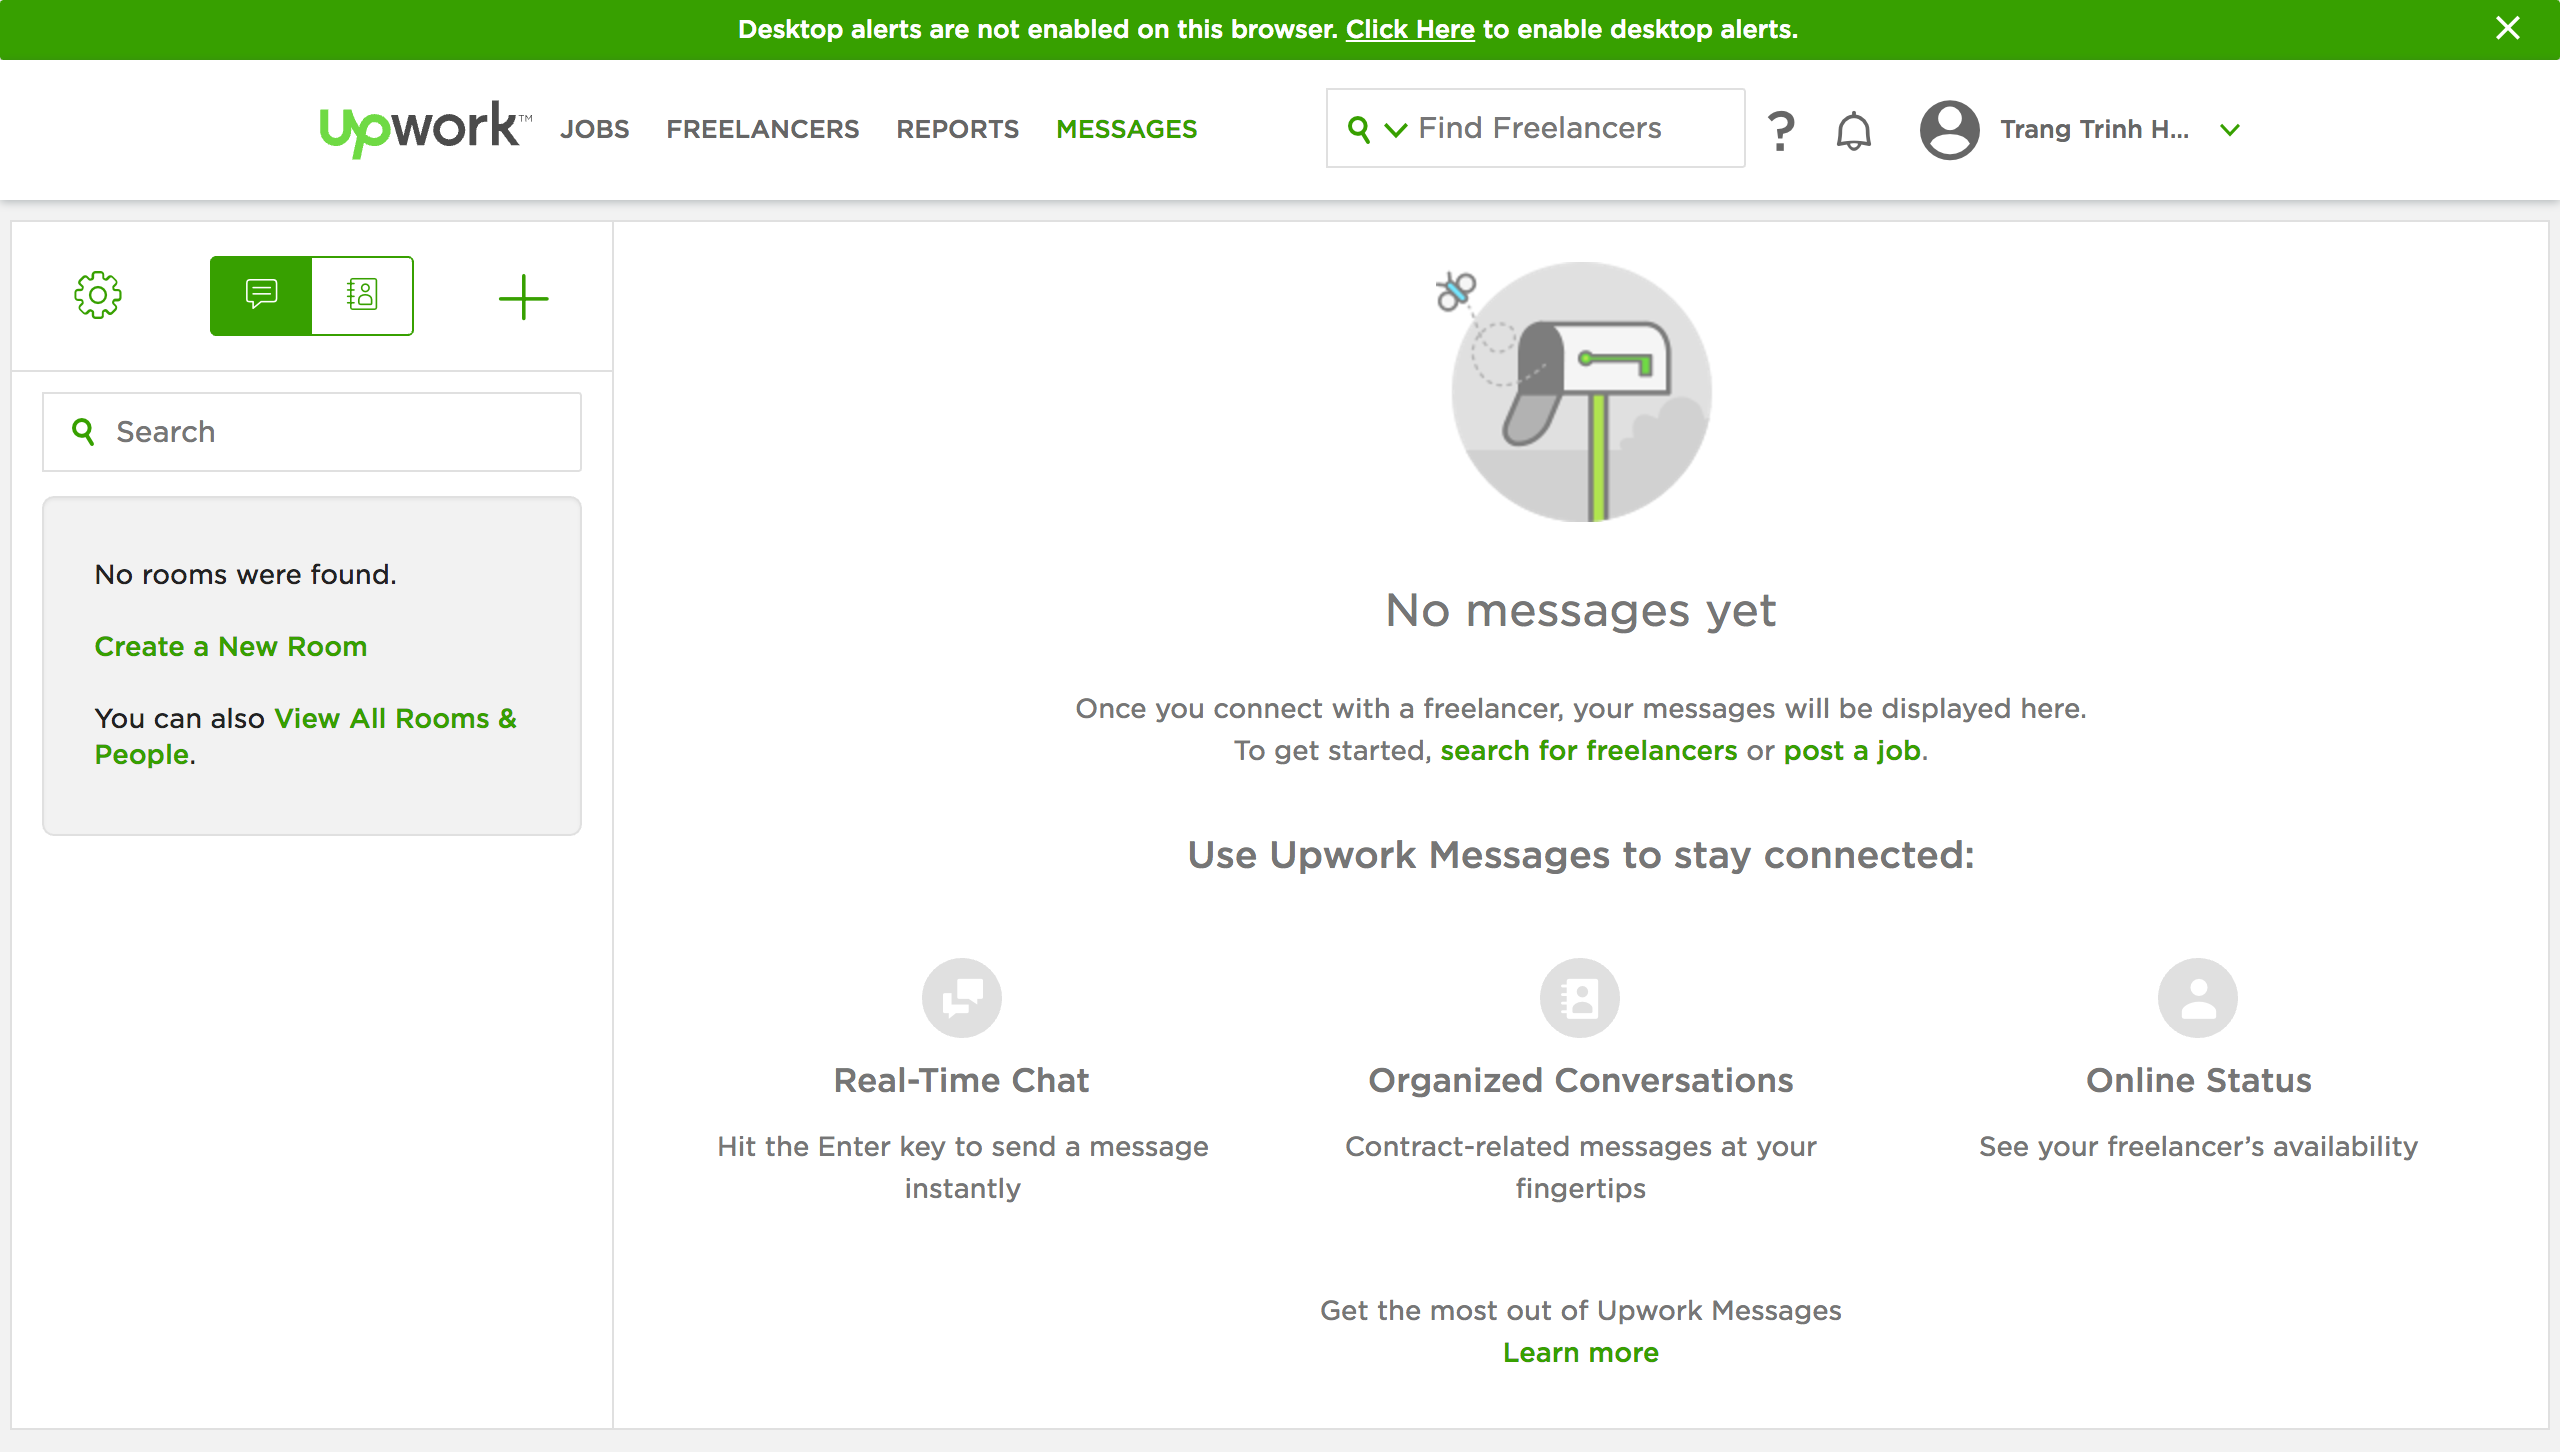 Desktop alerts are not enabled on this browser. Click Here to enable desktop alerts.
upwork™ JOBS FREELANCERS REPORTS MESSAGES Find Freelancers ? Trang Trinh H...
Search
No rooms were found.
Create a New Room
You can also View All Rooms &
People.
No messages yet
Once you connect with a freelancer, your messages will be displayed here.
To get started, search for freelancers or post a job.
Use Upwork Messages to stay connected:
Real-Time Chat
Hit the Enter key to send a message
instantly
Organized Conversations
Contract-related messages at your
fingertips
Online Status
See your freelancer’s availability
Get the most out of Upwork Messages
Learn more